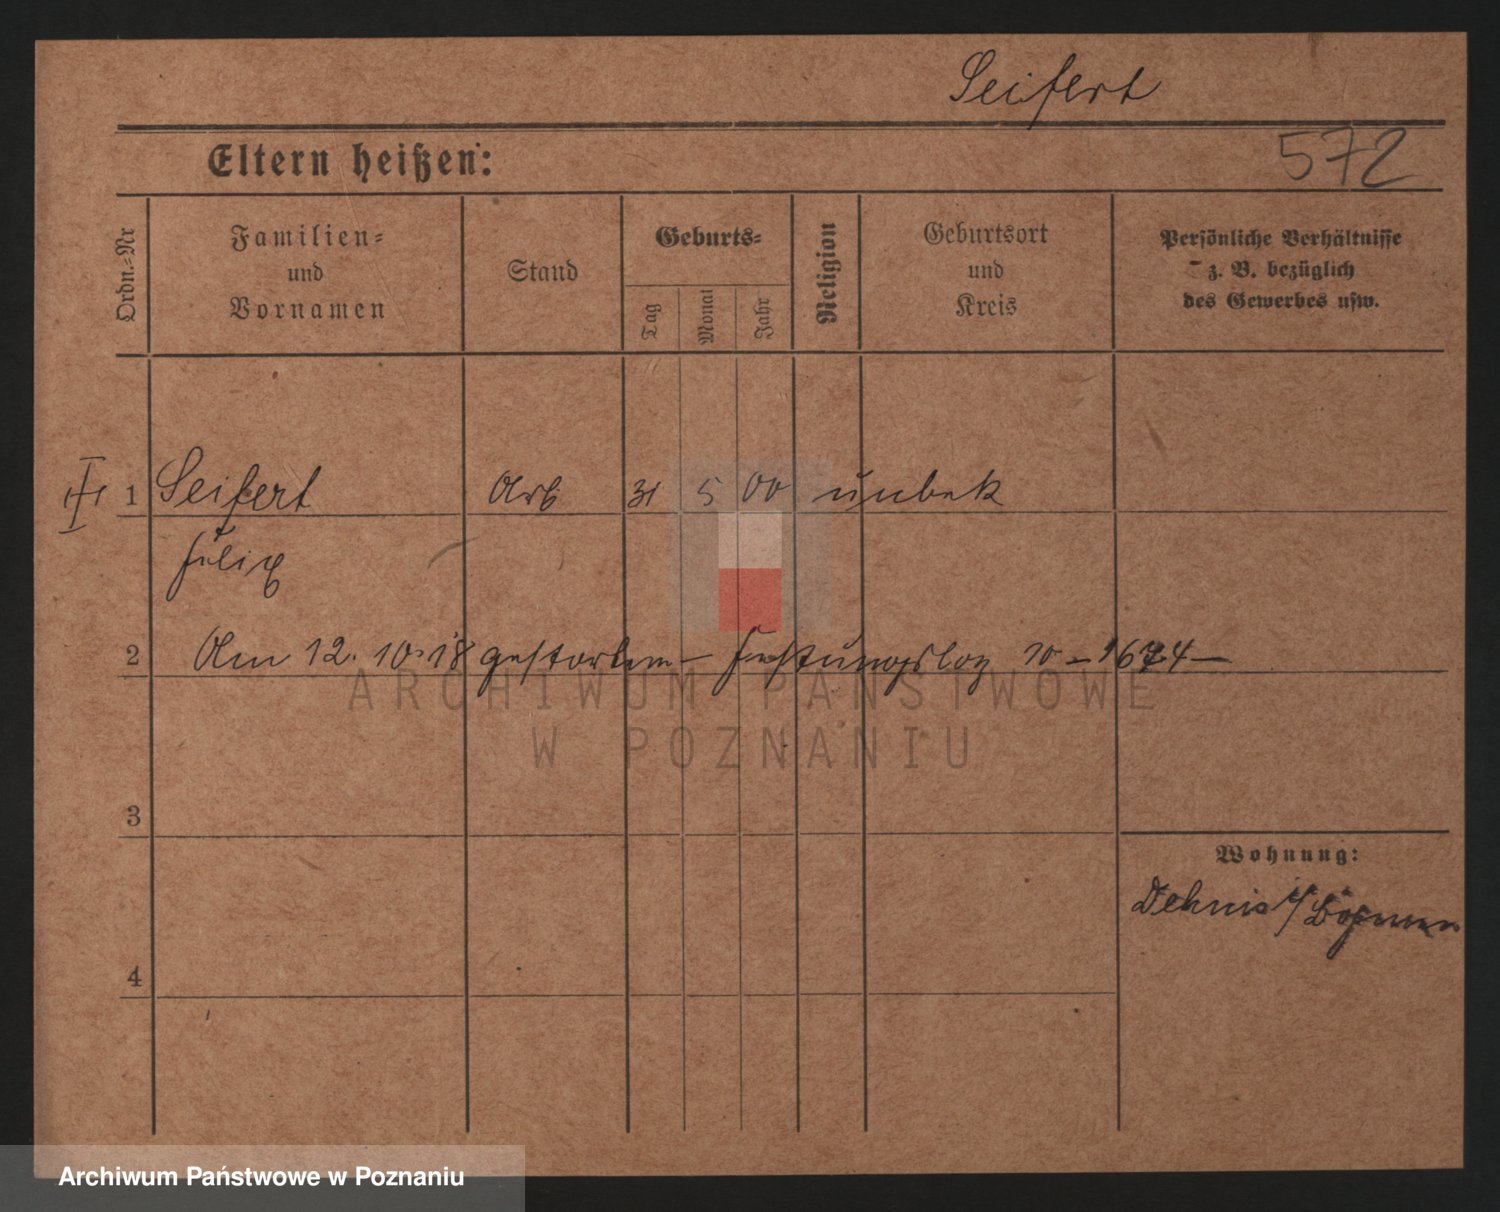 Seifert
572
Eltern heißen:
Ordn.-Nr
Familien-
und
Vornamen
Stand
Geburts-
Tag
Monat
Jahr
Religion
Geburtsort
und
Kreis
Persönliche Verhältnisse
z. B. bezüglich
des Gewerbes usw.
1 Seifert Arb 31 5 00 unbek
Felix
2 Am 12. 10. 18 gestorben – Festungslaz 10 –
ARCHIWUM PAŃSTWOWE
W POZNANIU
3
Wohnung:
4
Archiwum Państwowe w Poznaniu